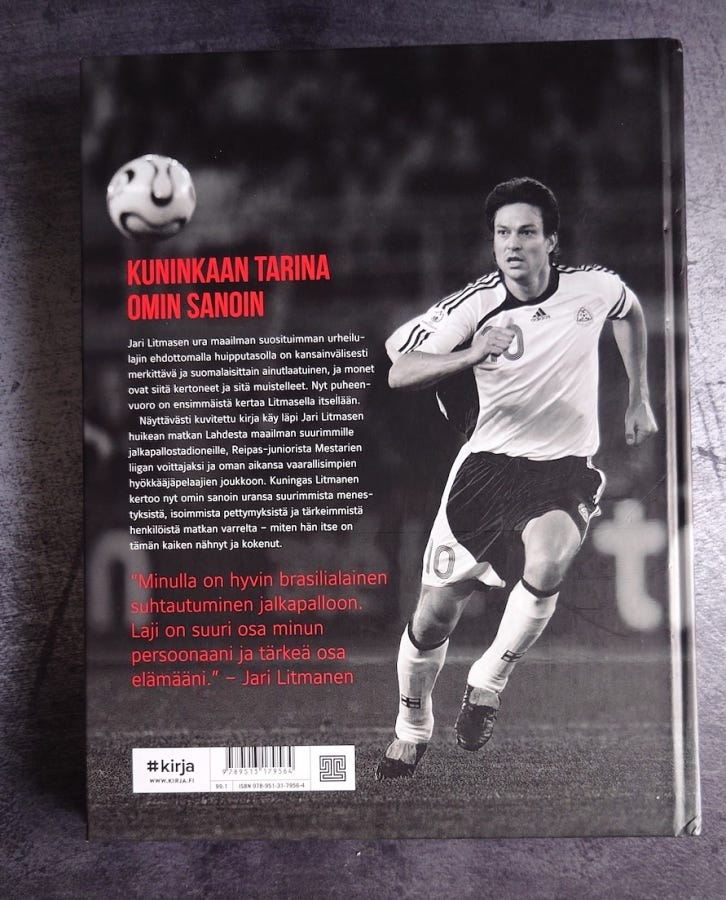 KUNINKAAN TARINA
OMIN SANOIN
Jari Litmasen ura maailman suosituimman urheilu-
lajin ehdottomalla huipputasolla on kansainvälisesti
merkittävä ja suomalaisittain ainutlaatuinen, ja monet
ovat siitä kertoneet ja sitä muistelleet. Nyt puheen-
vuoro on ensimmäistä kertaa Litmasella itsellään.
Näyttävästi kuvitettu kirja käy läpi Jari Litmasen
huikean matkan Lahdesta maailman suurimmille
jalkapallostadioneille, Reipas-juniorista Mestarien
liigan voittajaksi ja oman aikansa vaarallisimpien
hyökkääjäpelaajien joukkoon. Kuningas Litmanen
kertoo nyt omin sanoin uransa suurimmista menes-
tyksistä, isoimmista pettymyksistä ja tärkeimmistä
henkilöistä matkan varrelta – miten hän itse on
tämän kaiken nähnyt ja kokenut.
"Minulla on hyvin brasilialainen
suhtautuminen jalkapalloon.
Laji on suuri osa minun
persoonaani ja tärkeä osa
elämääni." – Jari Litmanen
adidas
10
10
t
#kirja
WWW.KIRJA.FI
9789513179564
99.1
ISBN 978-951-31-7956-4